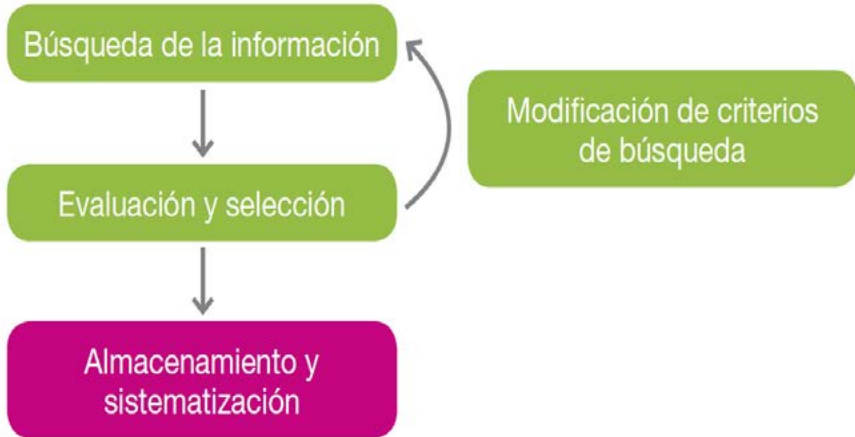 Búsqueda de la información
Modificación de criterios
de búsqueda
Evaluación y selección
Almacenamiento y
sistematización